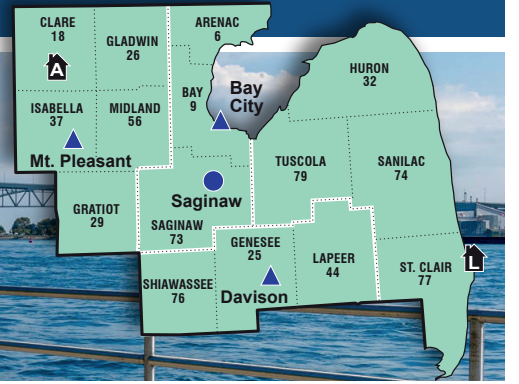 CLARE
18
A
GLADWIN
26
ARENAC
6
HURON
32
ISABELLA
37
MIDLAND
56
BAY
9
Bay
City
Mt. Pleasant
TUSCOLA
79
SANILAC
74
GRATIOT
29
Saginaw
SAGINAW
73
GENESEE
25
LAPEER
44
ST. CLAIR
77
L
SHIAWASSEE
76
Davison